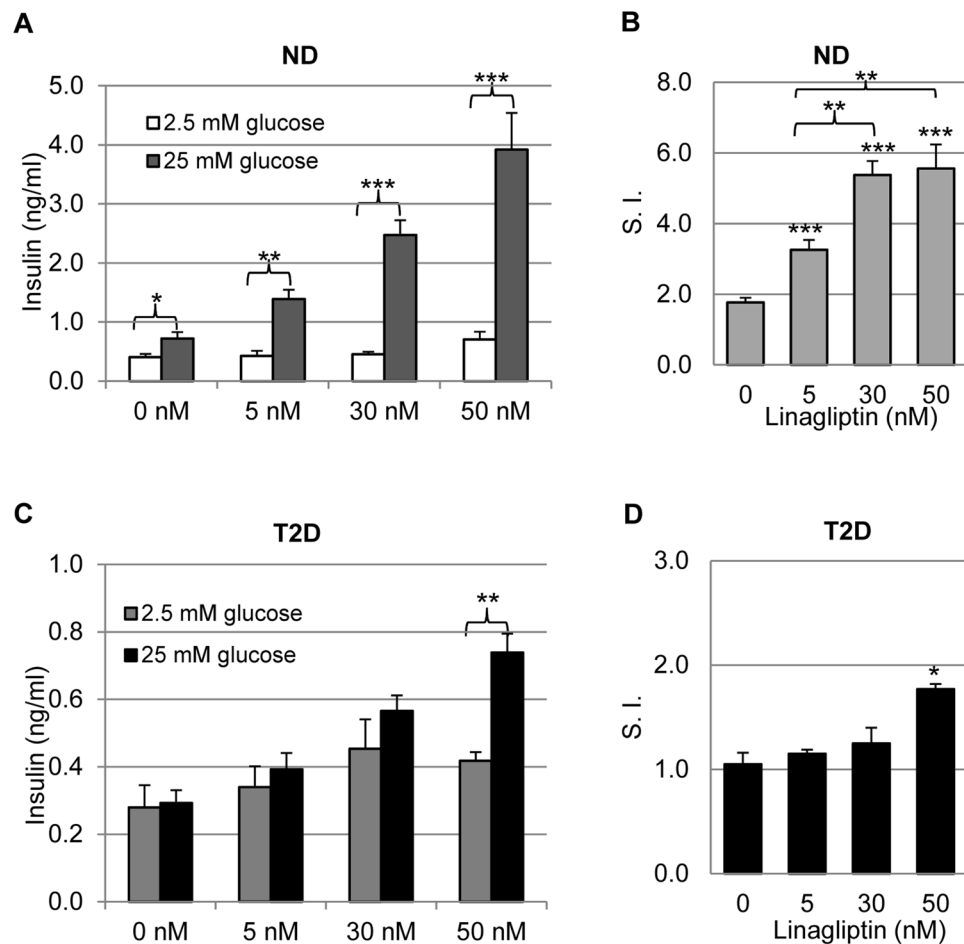 A
ND
Insulin (ng/ml)
5.0
4.0
3.0
2.0
1.0
0.0
2.5 mM glucose
25 mM glucose
*
**
***
***
0 nM 5 nM 30 nM 50 nM
B
ND
S. I.
8.0
6.0
4.0
2.0
0.0
**
**
***
***
***
0 5 30 50
Linagliptin (nM)
C
T2D
Insulin (ng/ml)
1.0
0.8
0.6
0.4
0.2
0.0
2.5 mM glucose
25 mM glucose
**
0 nM 5 nM 30 nM 50 nM
D
T2D
S. I.
3.0
2.0
1.0
0.0
*
0 5 30 50
Linagliptin (nM)